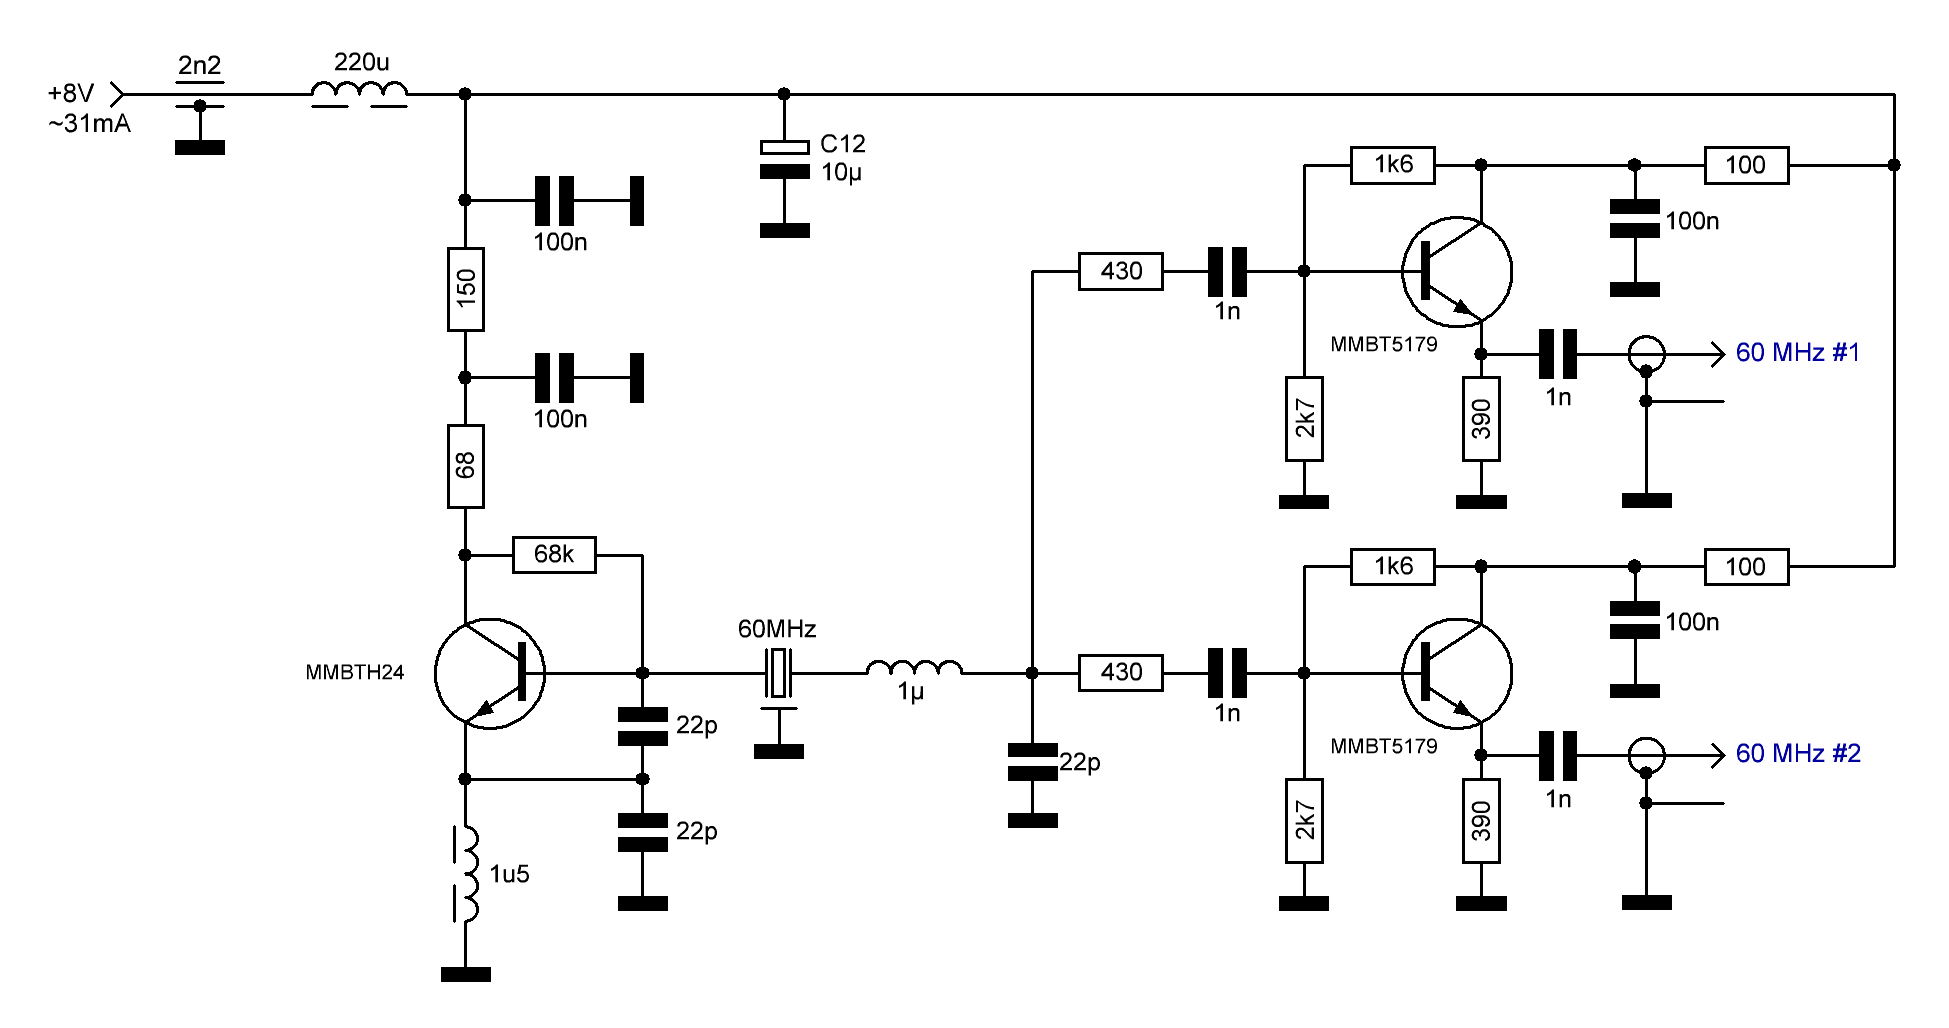 2n2
220u
+8V
~31mA
C12
10µ
1k6
100
100n
100n
150
430
1n
MMBT5179
60 MHz #1
1n
2k7
390
100n
68
68k
1k6
100
100n
60MHz
MMBTH24
1µ
430
1n
22p
22p
MMBT5179
60 MHz #2
1n
2k7
390
22p
1u5